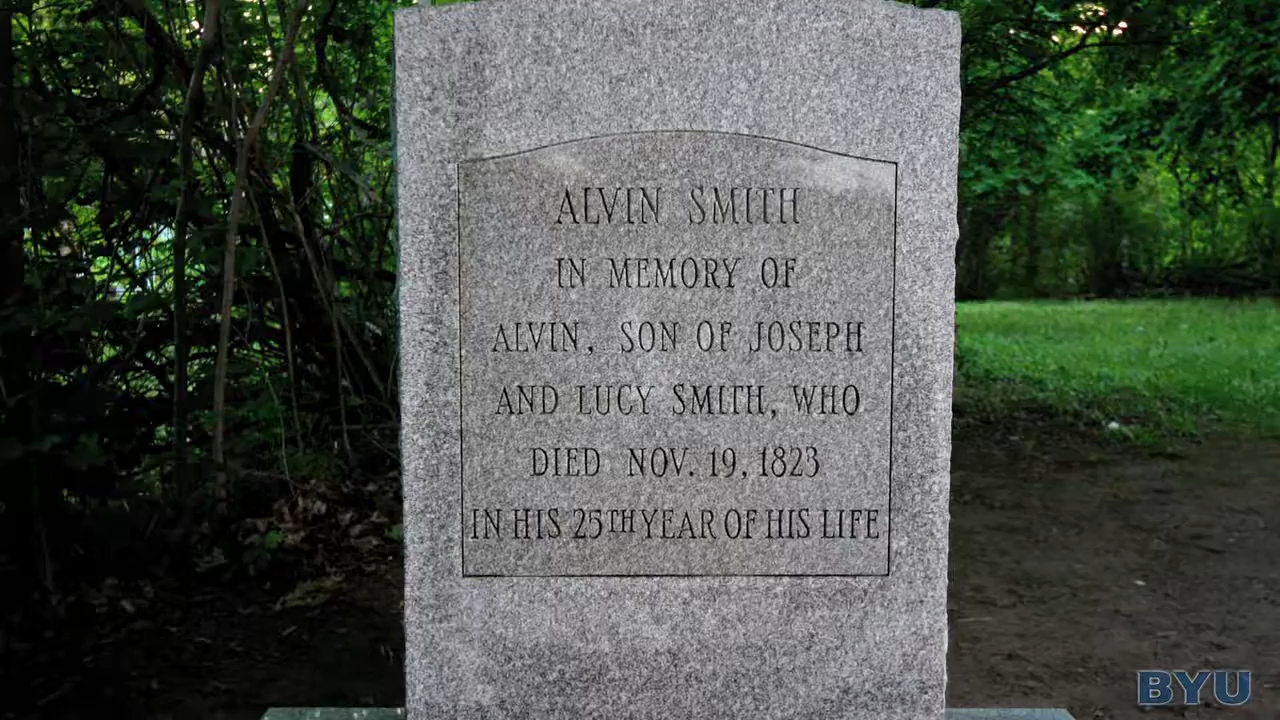 ALVIN SMITH
IN MEMORY OF
ALVIN, SON OF JOSEPH
AND LUCY SMITH, WHO
DIED NOV. 19, 1823
IN HIS 25TH YEAR OF HIS LIFE
BYU